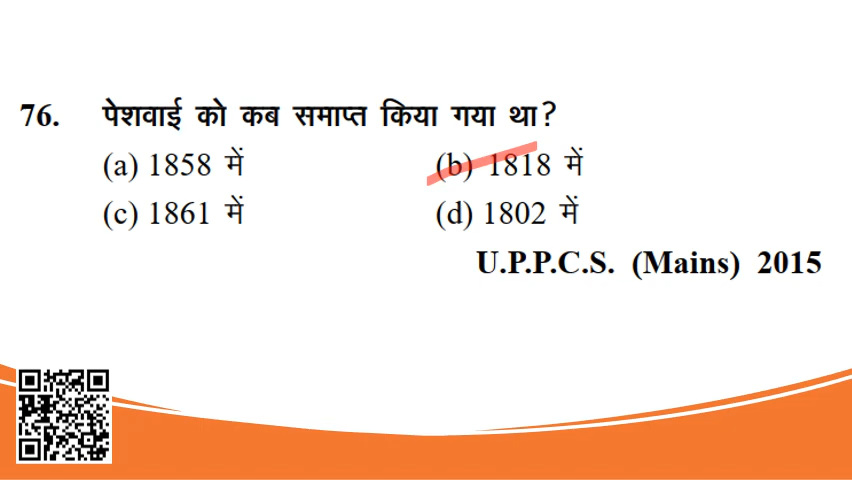 76. पेशवाई को कब समाप्त किया गया था?
(a) 1858 में (b) 1818 में
(c) 1861 में (d) 1802 में
U.P.P.C.S. (Mains) 2015